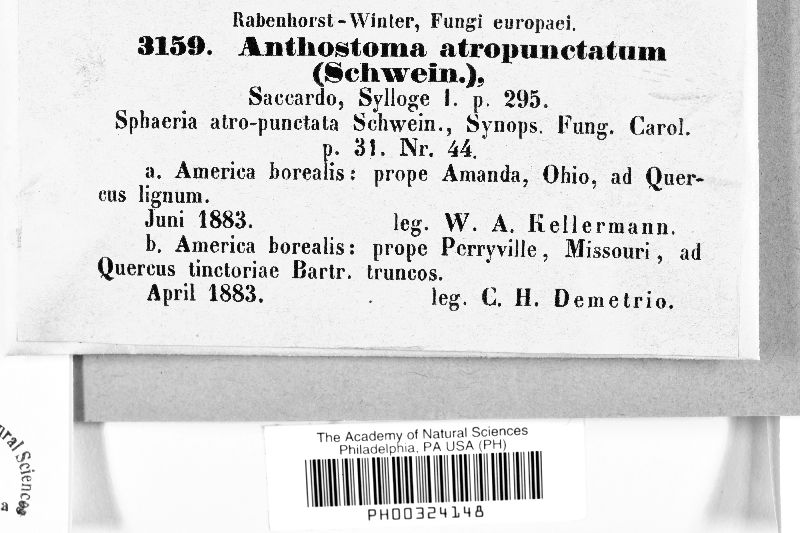 Rabenhorst-Winter, Fungi europaei.
3159. Anthostoma atropunctatum
(Schwein.),
Saccardo, Sylloge I. p. 295.
Sphaeria atro-punctata Schwein., Synops. Fung. Carol.
p. 31. Nr. 44.
a. America borealis: prope Amanda, Ohio, ad Quer-
cus lignum.
Juni 1883. leg. W. A. Kellermann.
b. America borealis: prope Perryville, Missouri, ad
Quercus tinctoriae Bartr. truncos.
April 1883. leg. C. H. Demetrio.
The Academy of Natural Sciences
Philadelphia, PA USA (PH)
PH00324148